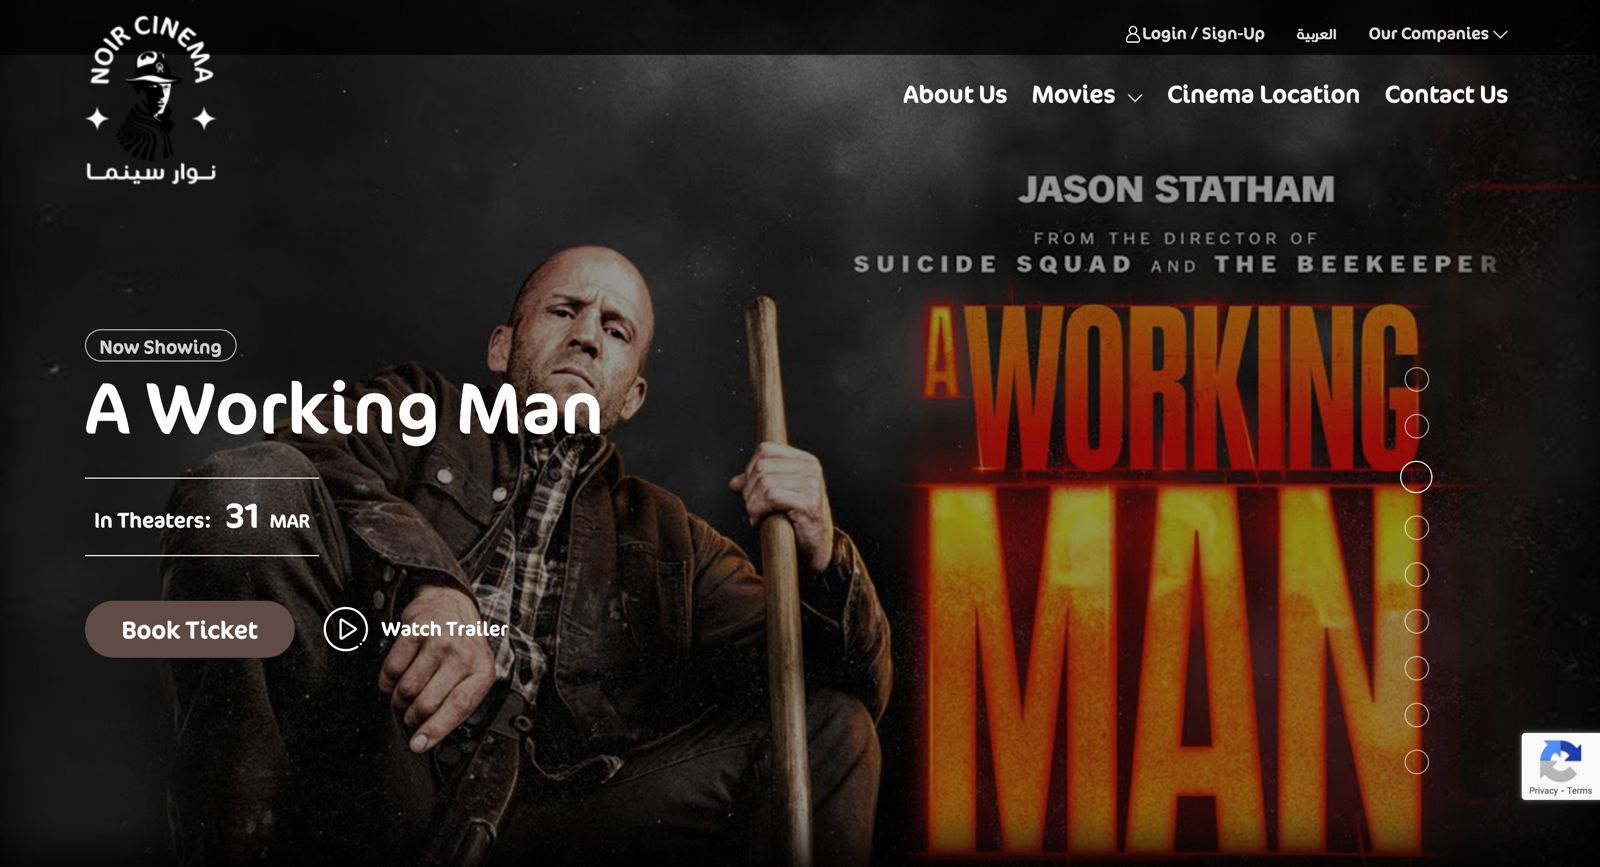 NOIR CINEMA
نـوار سينمـا
Login / Sign-Up
العربية
Our Companies
About Us
Movies
Cinema Location
Contact Us
JASON STATHAM
FROM THE DIRECTOR OF
SUICIDE SQUAD AND THE BEEKEEPER
A WORKING
MAN
Now Showing
A Working Man
In Theaters: 31 MAR
Book Ticket
Watch Trailer
Privacy - Terms